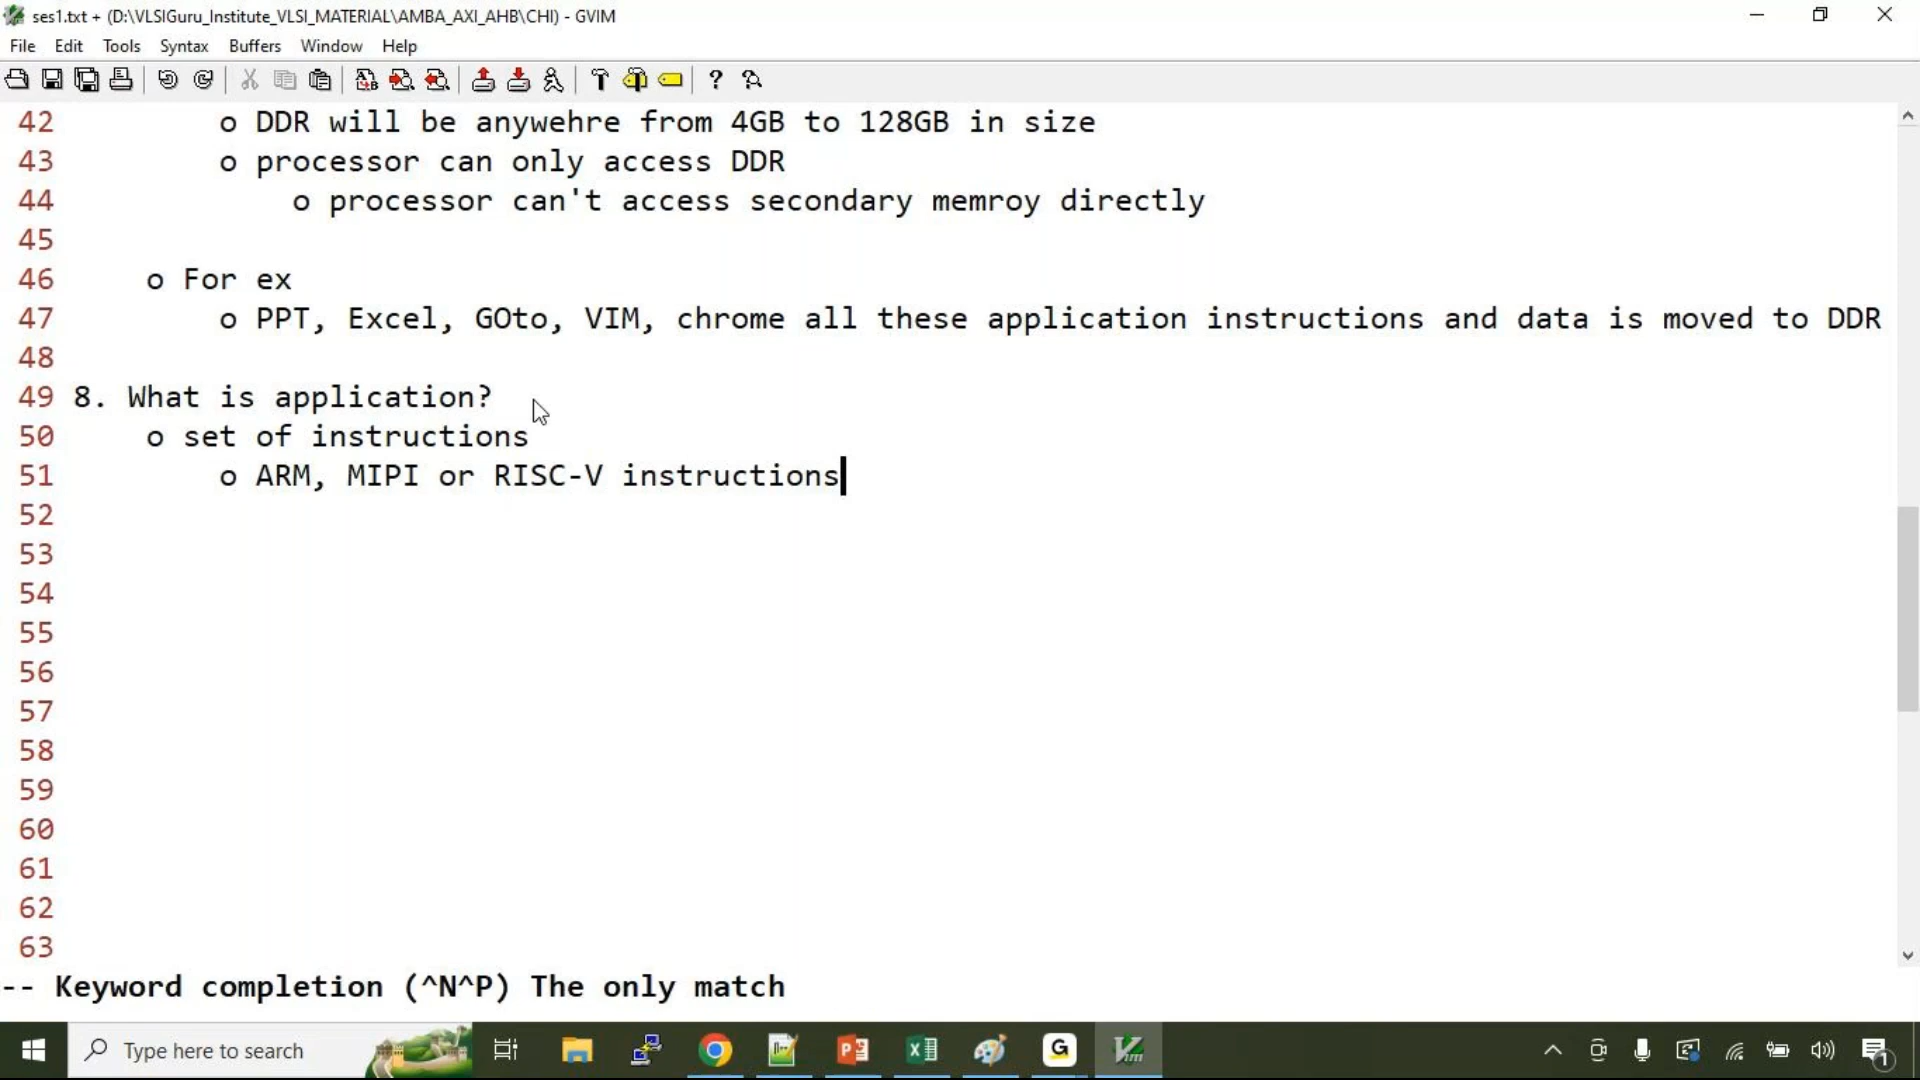 ses1.txt + (D:\VLSIGuru_Institute_VLSI_MATERIAL\AMBA_AXI_AHB\CHI) - GVIM
File Edit Tools Syntax Buffers Window Help
42 o DDR will be anywehre from 4GB to 128GB in size
43 o processor can only access DDR
44 o processor can't access secondary memroy directly
45
46 o For ex
47 o PPT, Excel, GOto, VIM, chrome all these application instructions and data is moved to DDR
48
49 8. What is application?
50 o set of instructions
51 o ARM, MIPI or RISC-V instructions
52
53
54
55
56
57
58
59
60
61
62
63
-- Keyword completion (^N^P) The only match
Type here to search
1